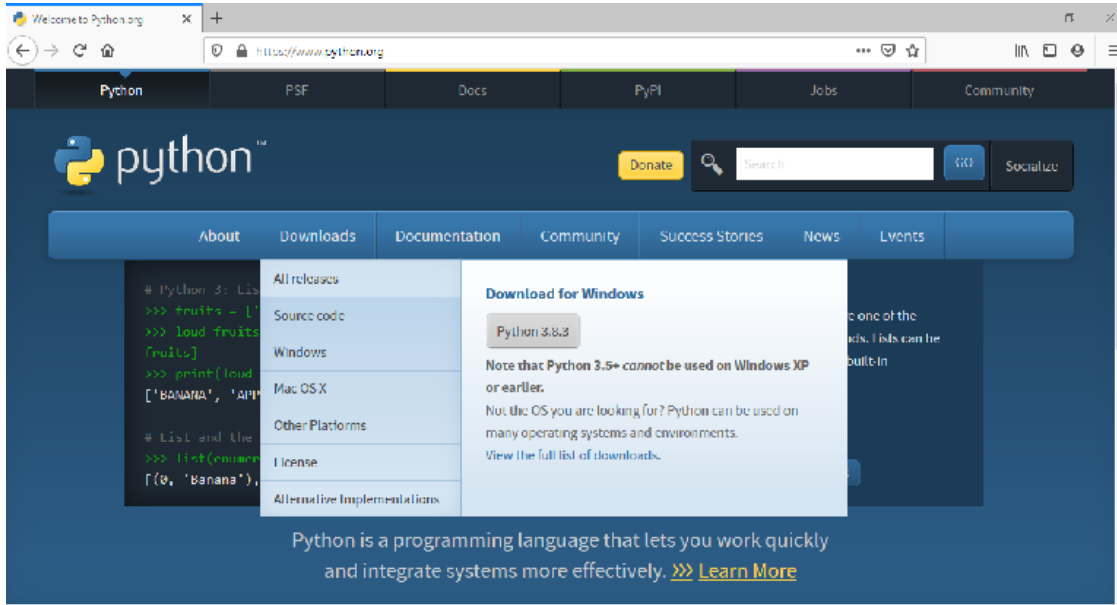 Welcome to Python.org
https://www.python.org
Python PSF Docs PyPI Jobs Community
python™
Donate Search GO Socialize
About Downloads Documentation Community Success Stories News Events
All releases
Source code
Windows
Mac OS X
Other Platforms
License
Alternative Implementations
Download for Windows
Python 3.8.3
Note that Python 3.5+ cannot be used on Windows XP
or earlier.
Not the OS you are looking for? Python can be used on
many operating systems and environments.
View the full list of downloads.
# Python 3: Lis
>>> fruits = ['
>>> loud fruits
fruits]
>>> print(loud
['BANANA', 'APP
# List and the
>>> list(enumer
[(0, 'Banana'),
one of the
Lists can be
built-in
Python is a programming language that lets you work quickly
and integrate systems more effectively. >>> Learn More